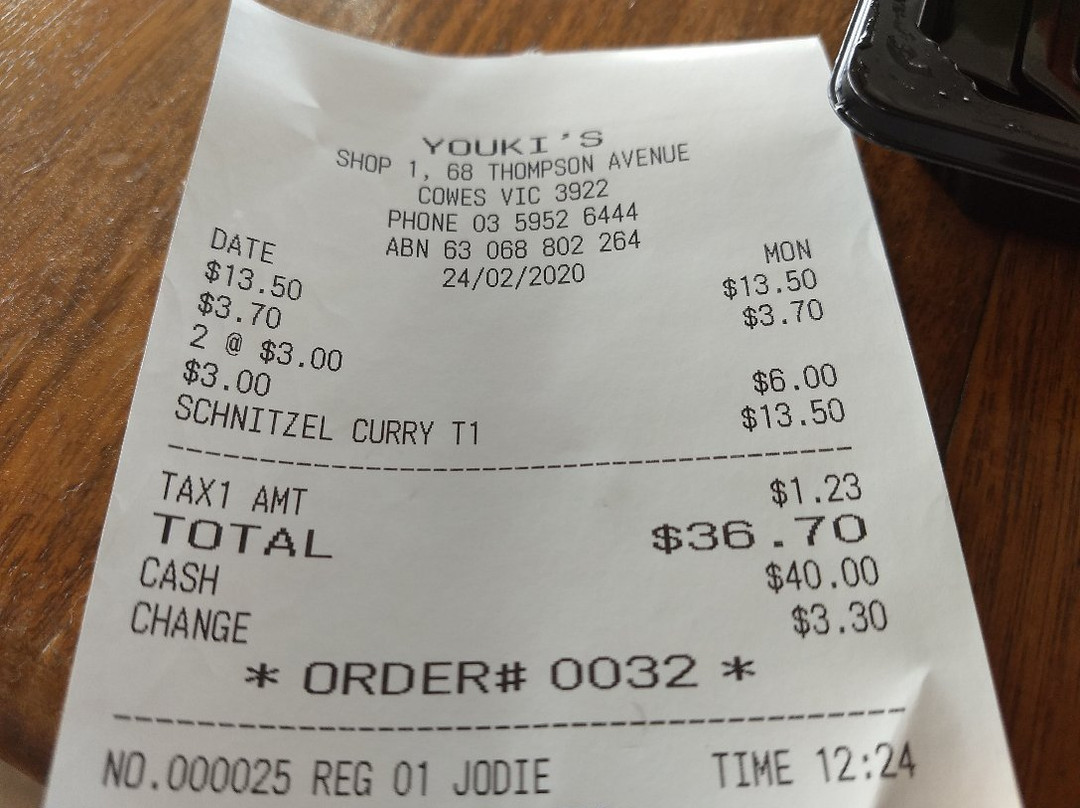 YOUKI'S
SHOP 1, 68 THOMPSON AVENUE
COWES VIC 3922
PHONE 03 5952 6444
ABN 63 068 802 264
DATE 24/02/2020 MON
$13.50 $13.50
$3.70 $3.70
2 @ $3.00
$3.00 $6.00
SCHNITZEL CURRY T1 $13.50
TAX1 AMT $1.23
TOTAL $36.70
CASH $40.00
CHANGE $3.30
* ORDER# 0032 *
NO.000025 REG 01 JODIE TIME 12:24